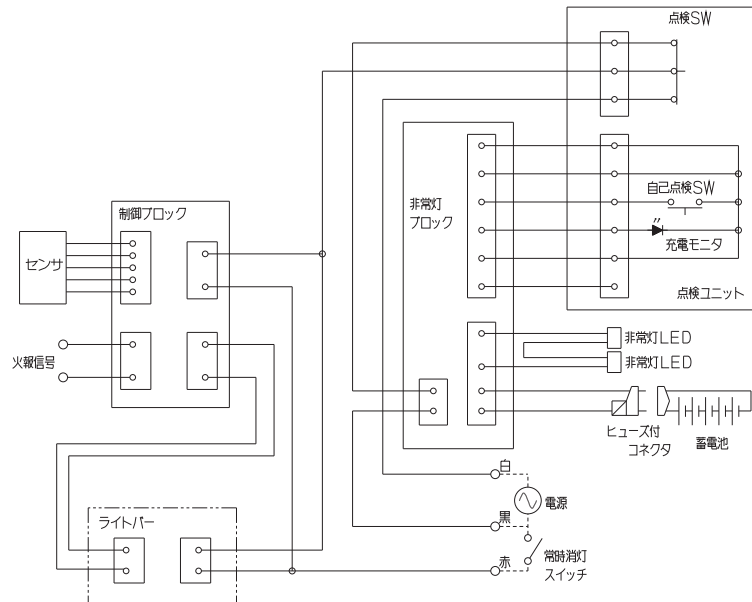 点検SW
非常灯
ブロック
自己点検SW
充電モニタ
点検ユニット
制御ブロック
センサ
火報信号
非常灯LED
非常灯LED
ヒューズ付
コネクタ
蓄電池
白
電源
黒
赤
常時消灯
スイッチ
ライトバー